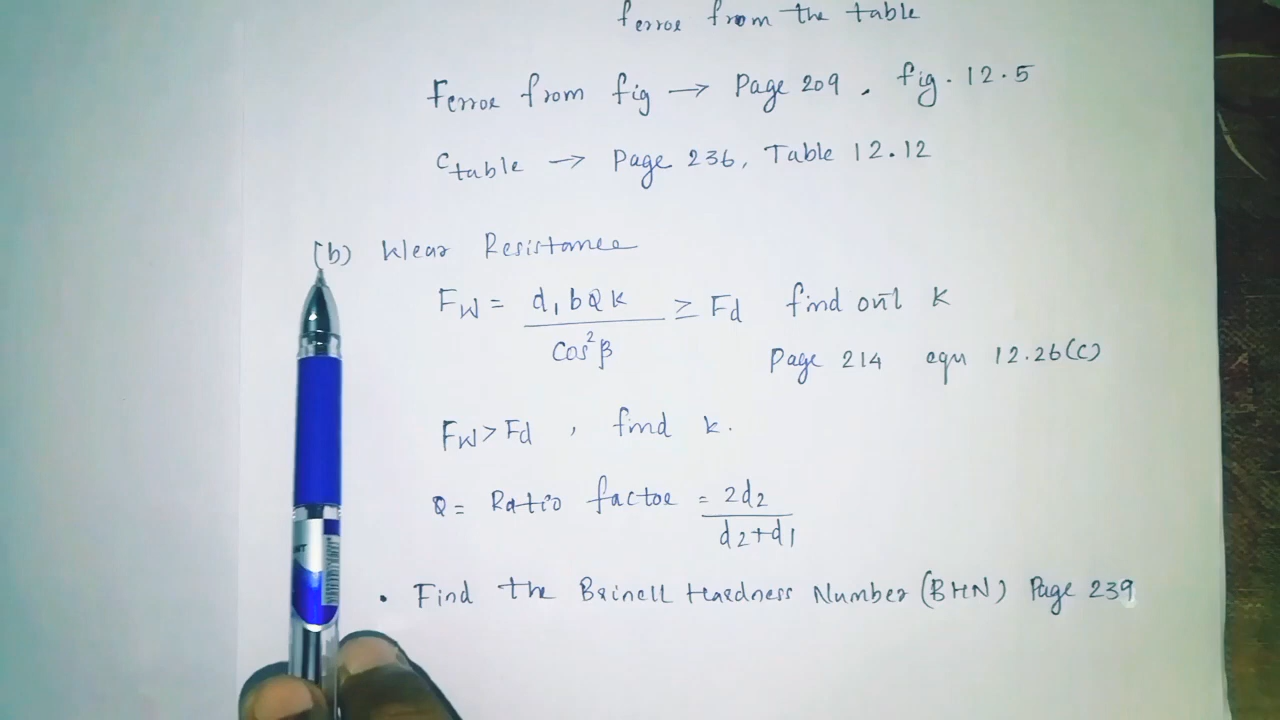 ferror from the table
Ferror from fig → Page 209, fig. 12.5
Ctable → Page 236, Table 12.12
(b) Wear Resistance
FW = d1 b Q k / cos²β ≥ Fd find out K
Page 214 eqn 12.26(c)
FW > Fd , find k.
Q = Ratio factor = 2d2 / d2+d1
• Find the Brinell Hardness Number (BHN) Page 239